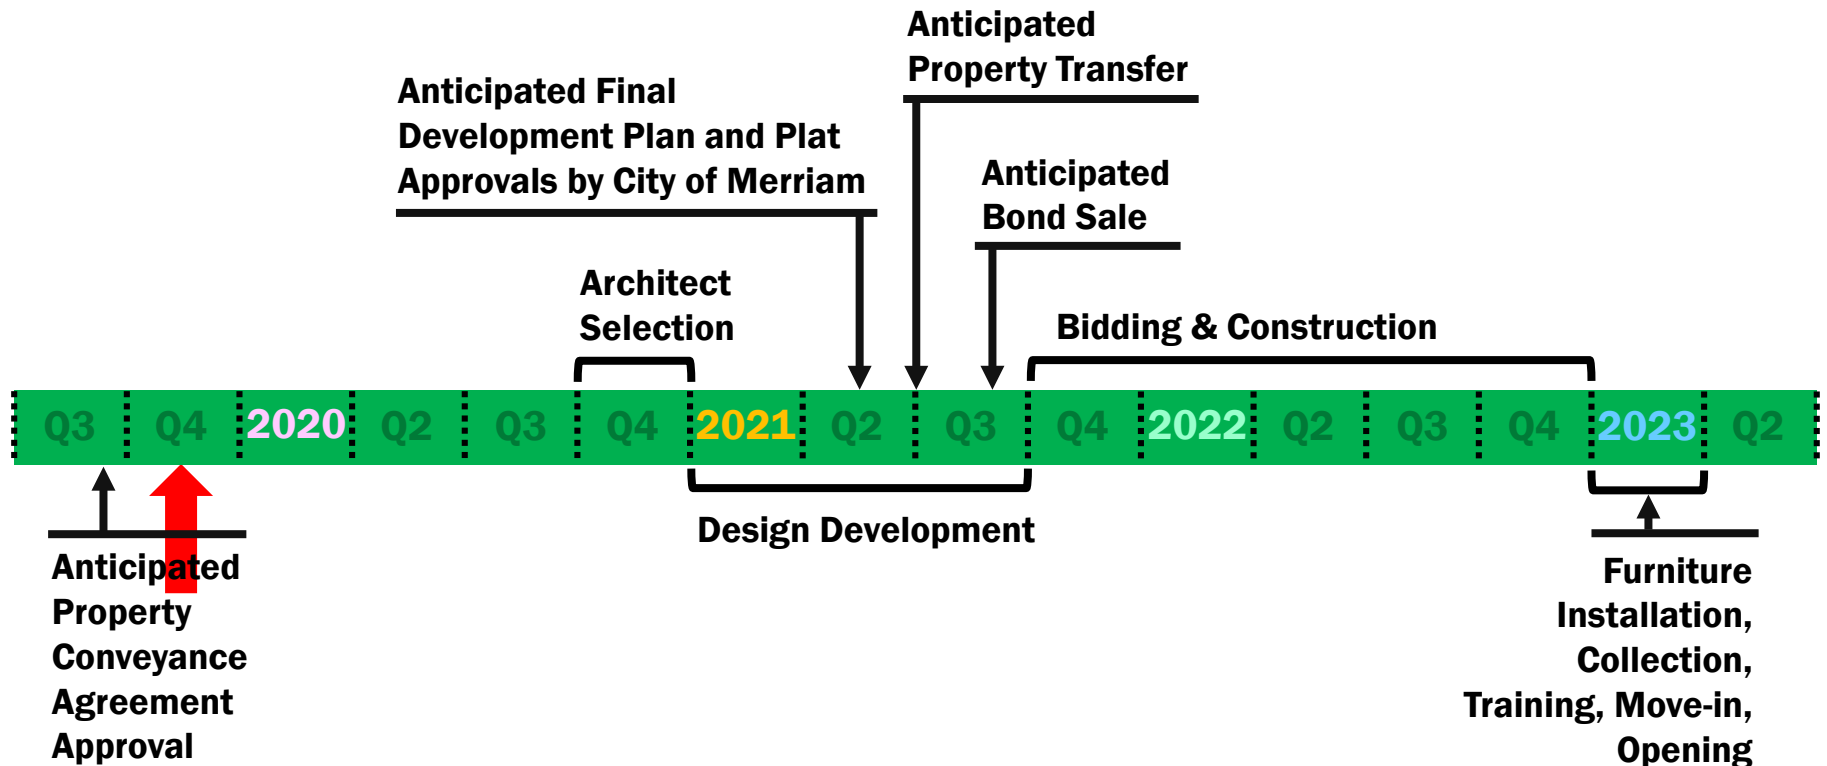 Anticipated
Property Transfer
Anticipated Final
Development Plan and Plat
Approvals by City of Merriam
Anticipated
Bond Sale
Architect
Selection
Bidding & Construction
Q3 Q4 2020 Q2 Q3 Q4 2021 Q2 Q3 Q4 2022 Q2 Q3 Q4 2023 Q2
Design Development
Anticipated
Property
Conveyance
Agreement
Approval
Furniture
Installation,
Collection,
Training, Move-in,
Opening